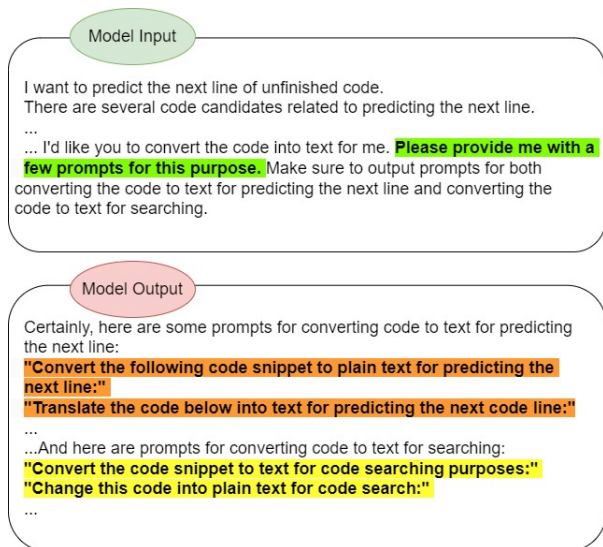 Model Input
I want to predict the next line of unfinished code.
There are several code candidates related to predicting the next line.
...
... I'd like you to convert the code into text for me. Please provide me with a
few prompts for this purpose. Make sure to output prompts for both
converting the code to text for predicting the next line and converting the
code to text for searching.
Model Output
Certainly, here are some prompts for converting code to text for predicting
the next line:
"Convert the following code snippet to plain text for predicting the
next line:"
"Translate the code below into text for predicting the next code line:"
...
...And here are prompts for converting code to text for searching:
"Convert the code snippet to text for code searching purposes:"
"Change this code into plain text for code search:"
...